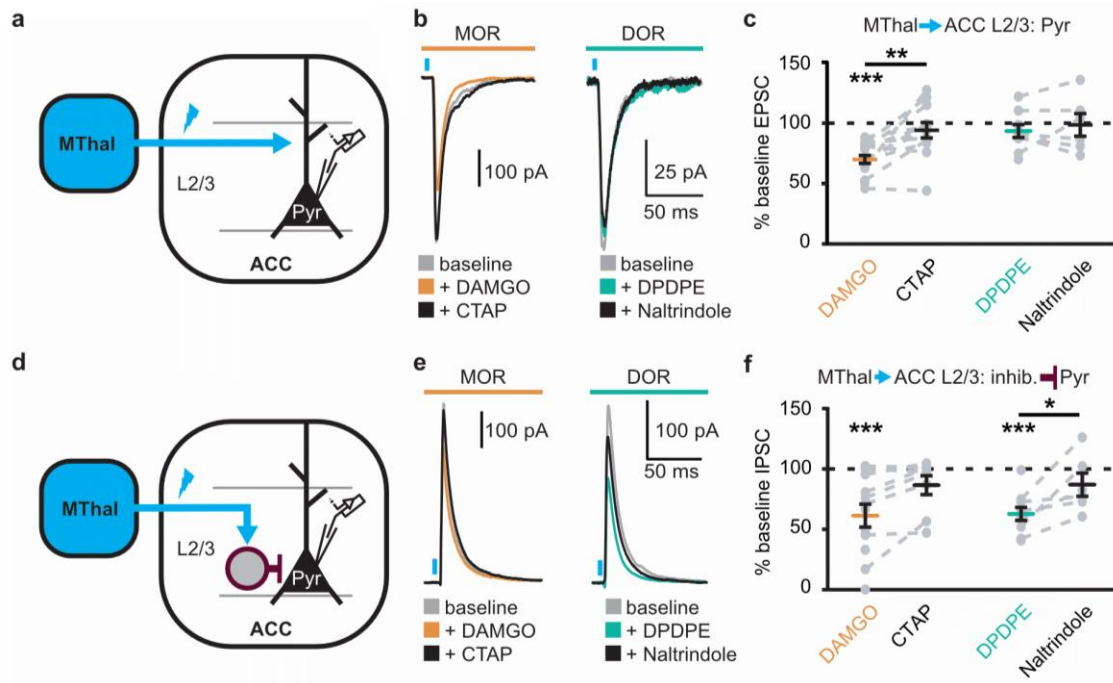 a
MThal
L2/3
Pyr
ACC
b
MOR
DOR
100 pA
25 pA
50 ms
baseline
+ DAMGO
+ CTAP
baseline
+ DPDPE
+ Naltrindole
c
MThal ACC L2/3: Pyr
% baseline EPSC
150
100
50
0
***
**
DAMGO
CTAP
DPDPE
Naltrindole
d
MThal
L2/3
Pyr
ACC
e
MOR
DOR
100 pA
100 pA
50 ms
baseline
+ DAMGO
+ CTAP
baseline
+ DPDPE
+ Naltrindole
f
MThal ACC L2/3: inhib. Pyr
% baseline IPSC
150
100
50
0
***
***
*
DAMGO
CTAP
DPDPE
Naltrindole